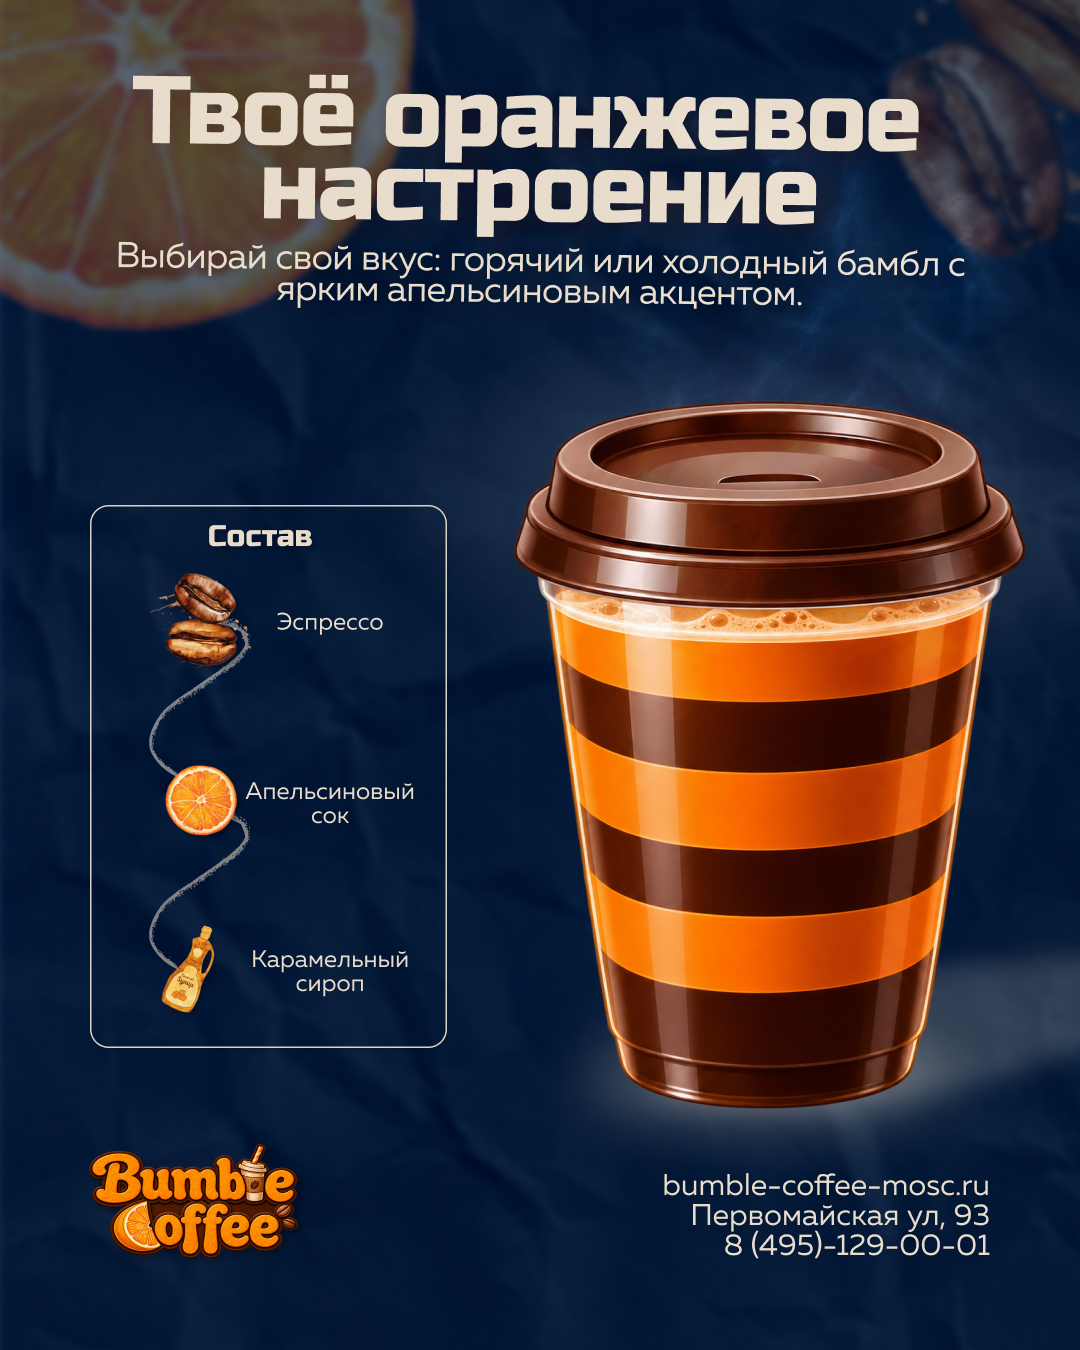 Твоё оранжевое
настроение
Выбирай свой вкус: горячий или холодный бамбл с
ярким апельсиновым акцентом.
Состав
Эспрессо
Апельсиновый
сок
Карамельный
сироп
Syrup
Bumble
Coffee
bumble-coffee-mosc.ru
Первомайская ул, 93
8 (495)-129-00-01